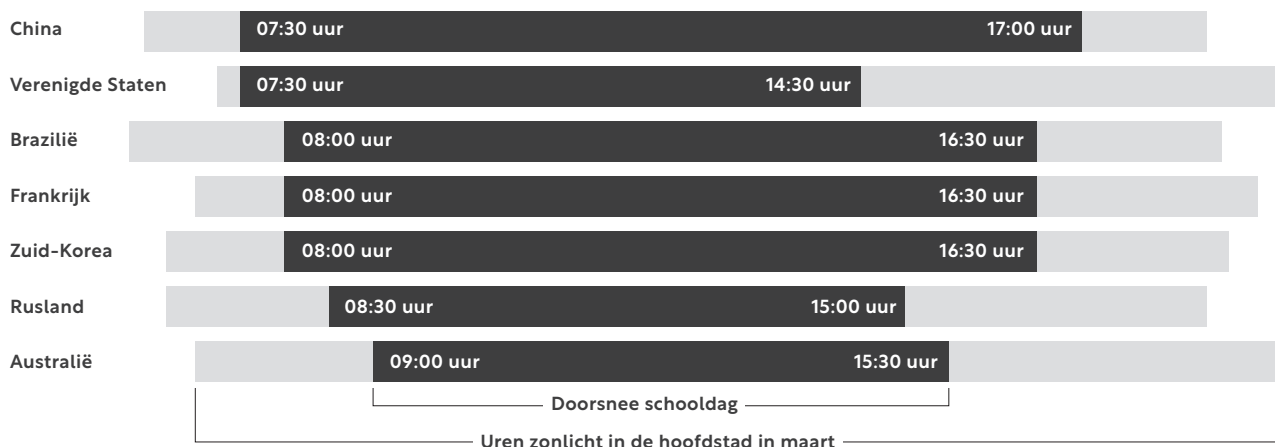 China 07:30 uur 17:00 uur
Verenigde Staten 07:30 uur 14:30 uur
Brazilië 08:00 uur 16:30 uur
Frankrijk 08:00 uur 16:30 uur
Zuid-Korea 08:00 uur 16:30 uur
Rusland 08:30 uur 15:00 uur
Australië 09:00 uur 15:30 uur
Doorsnee schooldag
Uren zonlicht in de hoofdstad in maart